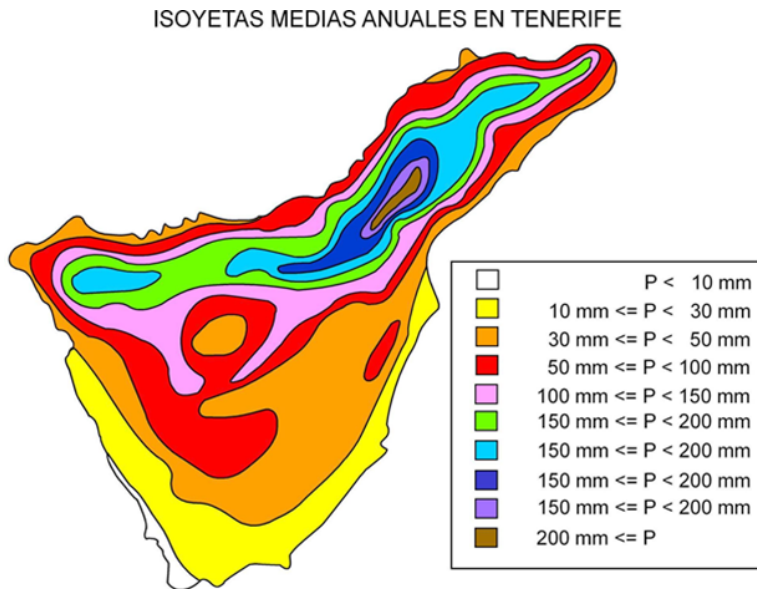 ISOYETAS MEDIAS ANUALES EN TENERIFE
P < 10 mm
10 mm <= P < 30 mm
30 mm <= P < 50 mm
50 mm <= P < 100 mm
100 mm <= P < 150 mm
150 mm <= P < 200 mm
150 mm <= P < 200 mm
150 mm <= P < 200 mm
150 mm <= P < 200 mm
200 mm <= P